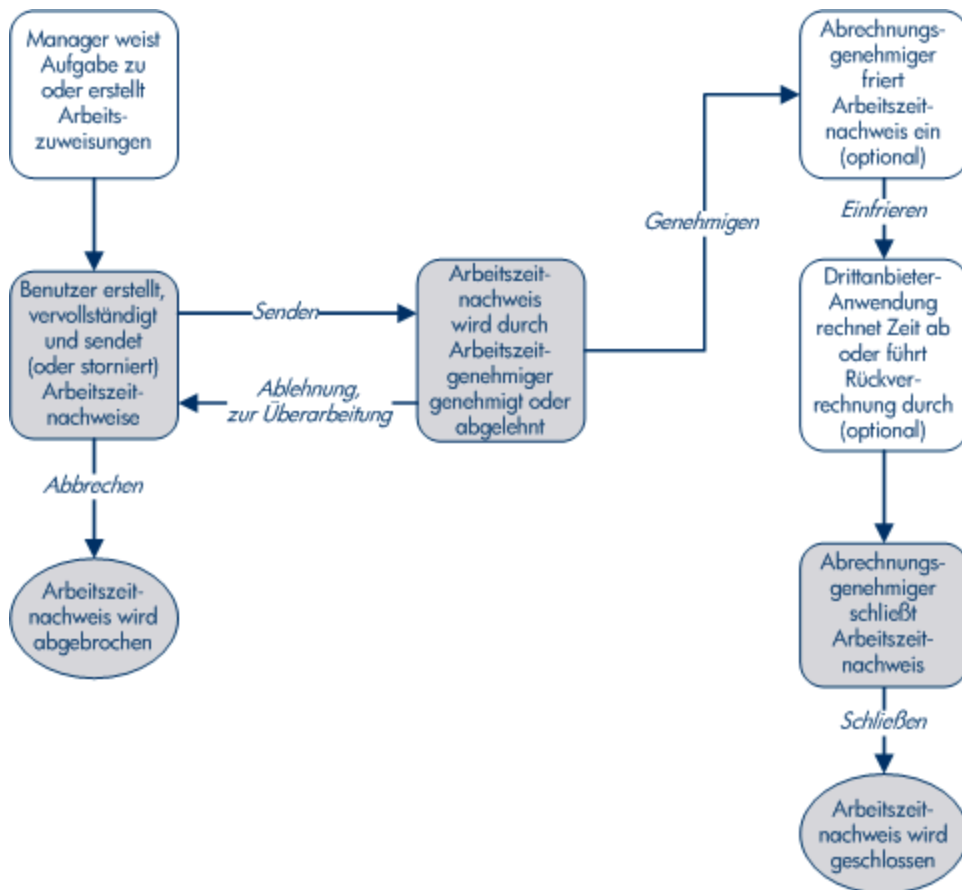 Manager weist
Aufgabe zu
oder erstellt
Arbeits-
zuweisungen
Benutzer erstellt,
vervollständigt
und sendet
(oder storniert)
Arbeitszeit-
nachweise
Abbrechen
Arbeitszeit-
nachweis wird
abgebrochen
Senden
Ablehnung,
zur Überarbeitung
Arbeitszeit-
nachweis
wird durch
Arbeitszeit-
genehmiger
genehmigt oder
abgelehnt
Genehmigen
Abrechnungs-
genehmiger
friert
Arbeitszeit-
nachweis ein
(optional)
Einfrieren
Drittanbieter-
Anwendung
rechnet Zeit ab
oder führt
Rückver-
rechnung durch
(optional)
Abrechnungs-
genehmiger
schließt
Arbeitszeit-
nachweis
Schließen
Arbeitszeit-
nachweis wird
geschlossen